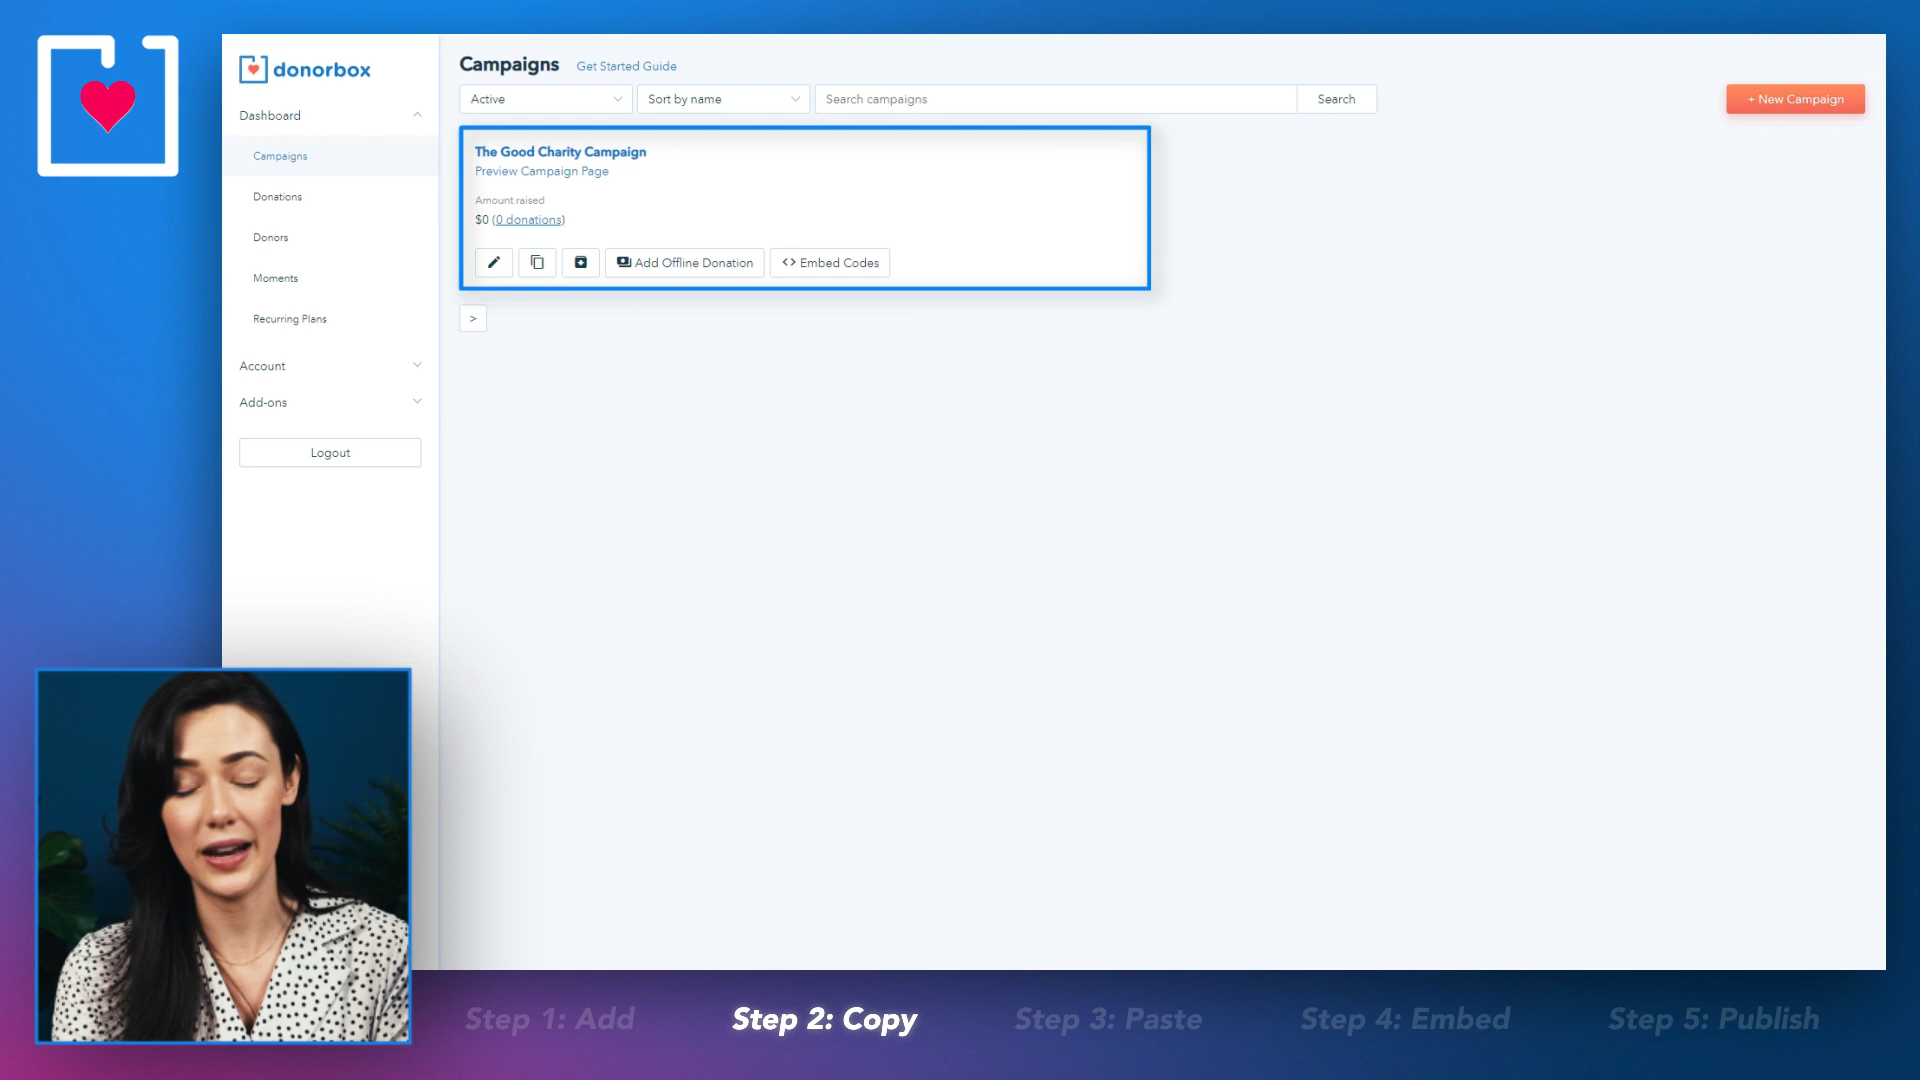 donorbox
Dashboard
Campaigns
Donations
Donors
Moments
Recurring Plans
Account
Add-ons
Logout
Campaigns Get Started Guide
Active Sort by name Search campaigns Search + New Campaign
The Good Charity Campaign
Preview Campaign Page
Amount raised
$0 (0 donations)
Add Offline Donation <> Embed Codes
>
Step 1: Add Step 2: Copy Step 3: Paste Step 4: Embed Step 5: Publish